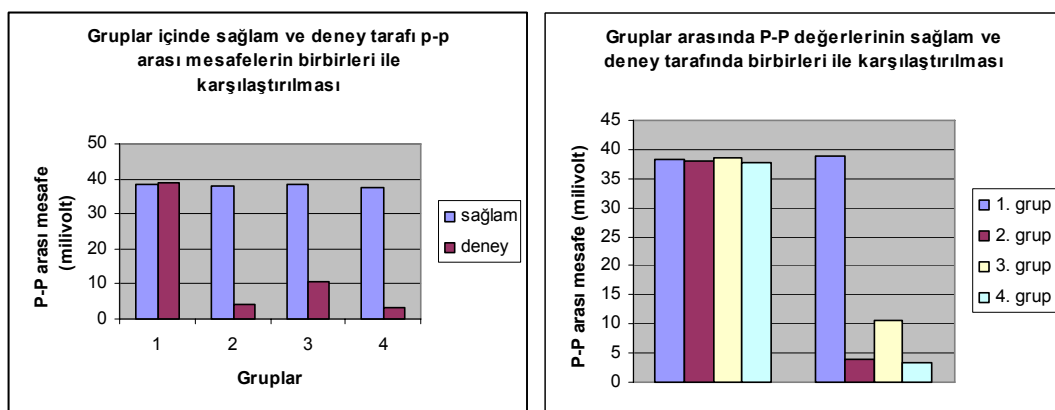 Gruplar içinde sağlam ve deney tarafı p-p
arası mesafelerin birbirleri ile
karşılaştırılması
P-P arası mesafe
(milivolt)
50
40
30
20
10
0
1 2 3 4
Gruplar
sağlam
deney
Gruplar arasında P-P değerlerinin sağlam ve
deney tarafında birbirleri ile karşılaştırılması
P-P arası mesafe (milivolt)
45
40
35
30
25
20
15
10
5
0
1. grup
2. grup
3. grup
4. grup